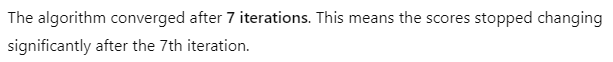 The algorithm converged after 7 iterations. This means the scores stopped changing
significantly after the 7th iteration.